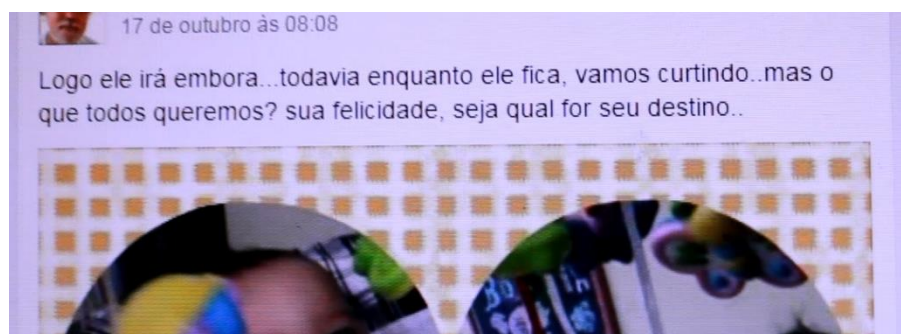 17 de outubro às 08:08
Logo ele irá embora...todavia enquanto ele fica, vamos curtindo..mas o
que todos queremos? sua felicidade, seja qual for seu destino..